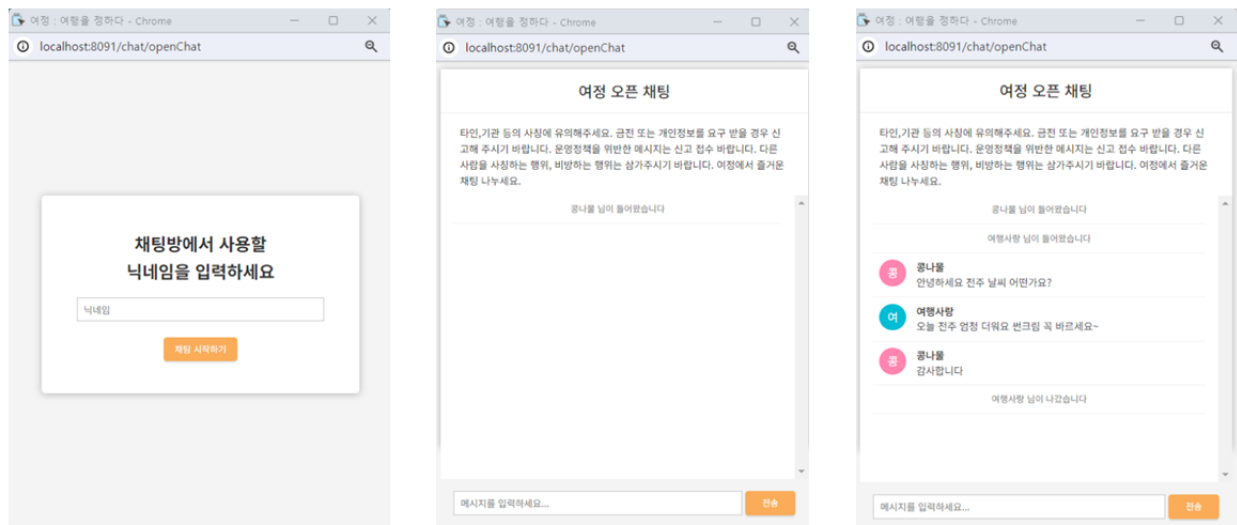 여정 : 여행을 정하다 - Chrome
localhost:8091/chat/openChat
채팅방에서 사용할
닉네임을 입력하세요
닉네임
채팅 시작하기
여정 : 여행을 정하다 - Chrome
localhost:8091/chat/openChat
여정 오픈 채팅
타인,기관 등의 사칭에 유의해주세요. 금전 또는 개인정보를 요구 받을 경우 신
고해 주시기 바랍니다. 운영정책을 위반한 메시지는 신고 접수 바랍니다. 다른
사람을 사칭하는 행위, 비방하는 행위는 삼가주시기 바랍니다. 여정에서 즐거운
채팅 나누세요.
콩나물 님이 들어왔습니다
메시지를 입력하세요...
전송
여정 : 여행을 정하다 - Chrome
localhost:8091/chat/openChat
여정 오픈 채팅
타인,기관 등의 사칭에 유의해주세요. 금전 또는 개인정보를 요구 받을 경우 신
고해 주시기 바랍니다. 운영정책을 위반한 메시지는 신고 접수 바랍니다. 다른
사람을 사칭하는 행위, 비방하는 행위는 삼가주시기 바랍니다. 여정에서 즐거운
채팅 나누세요.
콩나물 님이 들어왔습니다
여행사랑 님이 들어왔습니다
콩
콩나물
안녕하세요 전주 날씨 어떤가요?
여
여행사랑
오늘 전주 엄청 더워요 썬크림 꼭 바르세요~
콩
콩나물
감사합니다
여행사랑 님이 나갔습니다
메시지를 입력하세요...
전송